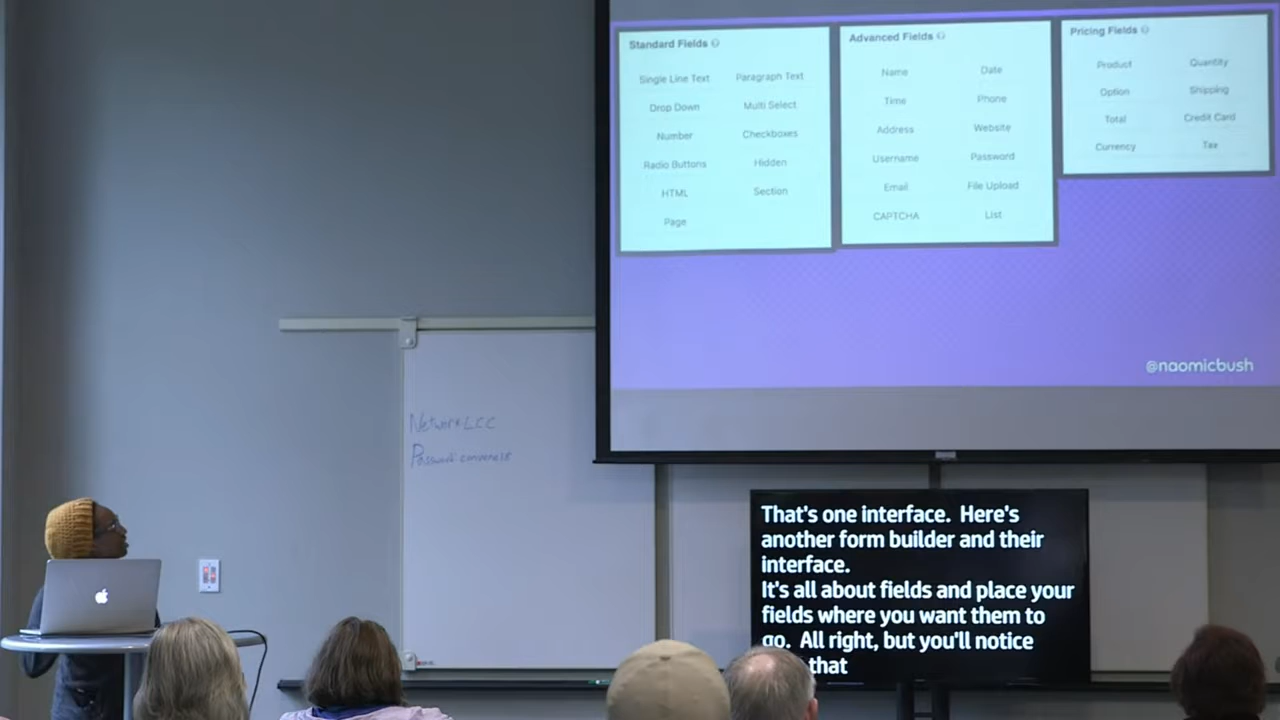 Standard Fields
Single Line Text Paragraph Text
Drop Down Multi Select
Number Checkboxes
Radio Buttons Hidden
HTML Section
Page
Advanced Fields
Name Date
Time Phone
Address Website
Username Password
Email File Upload
CAPTCHA List
Pricing Fields
Product Quantity
Option Shipping
Total Credit Card
Currency Tax
@naomicbush
Network: LCC
Password:
That's one interface. Here's
another form builder and their
interface.
It's all about fields and place your
fields where you want them to
go. All right, but you'll notice
that